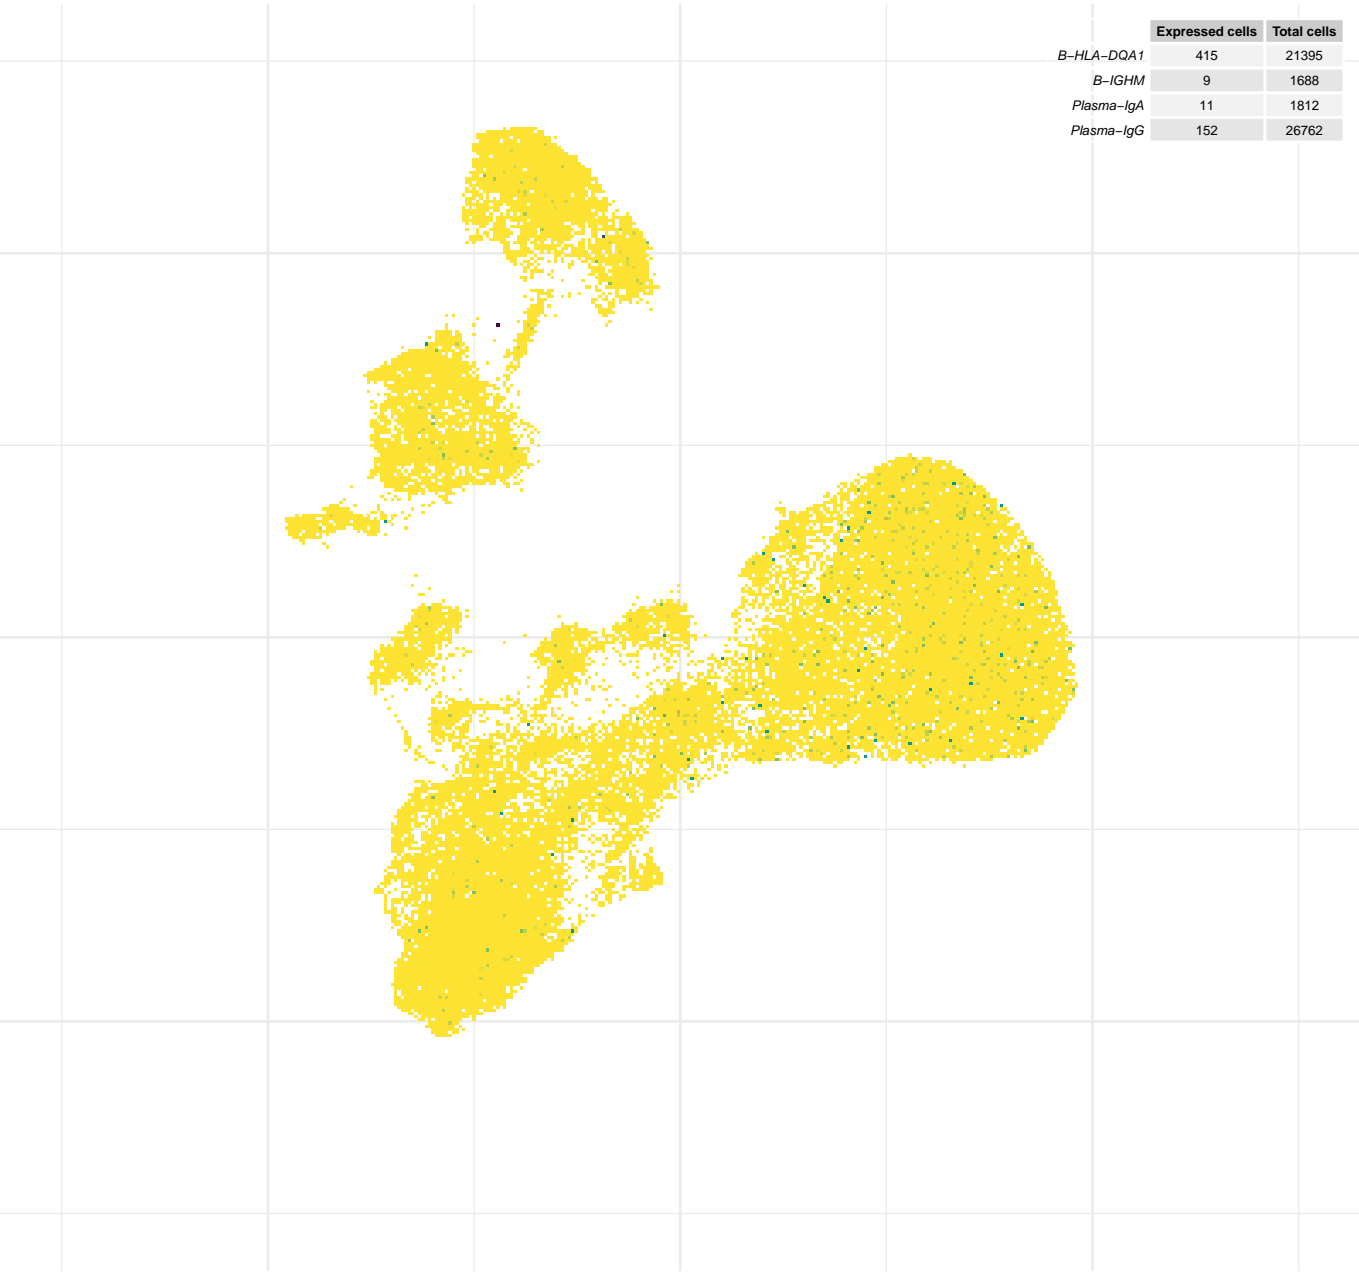 Expressed cells Total cells
B−HLA−DQA1 415 21395
B−IGHM 9 1688
Plasma−IgA 11 1812
Plasma−IgG 152 26762